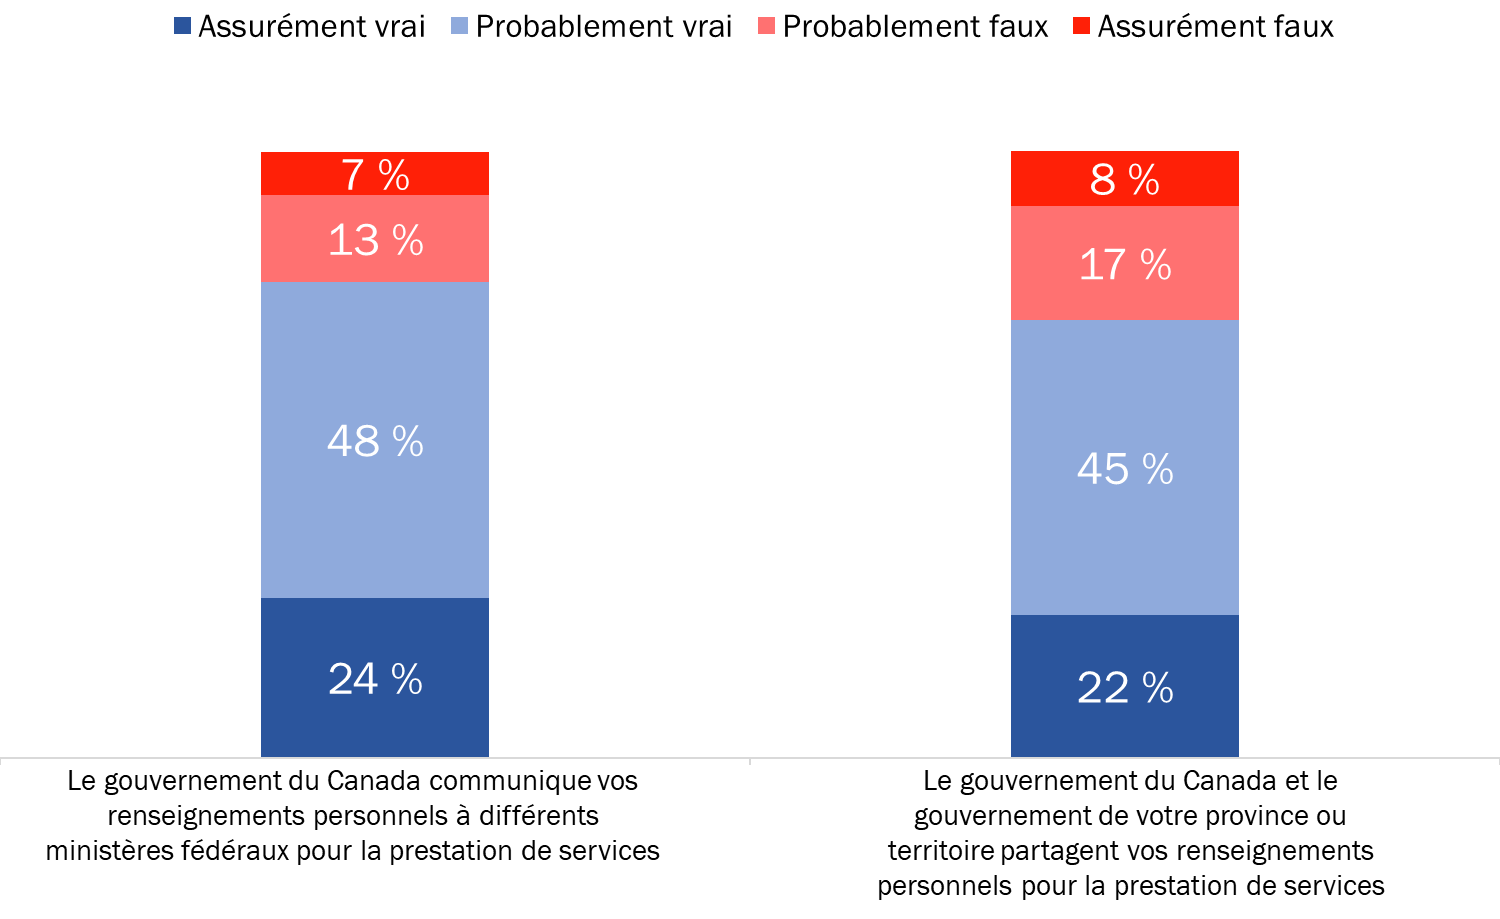 Assurément vrai Probablement vrai Probablement faux Assurément faux
7 %
13 %
48 %
24 %
8 %
17 %
45 %
22 %
Le gouvernement du Canada communique vos
renseignements personnels à différents
ministères fédéraux pour la prestation de services
Le gouvernement du Canada et le
gouvernement de votre province ou
territoire partagent vos renseignements
personnels pour la prestation de services